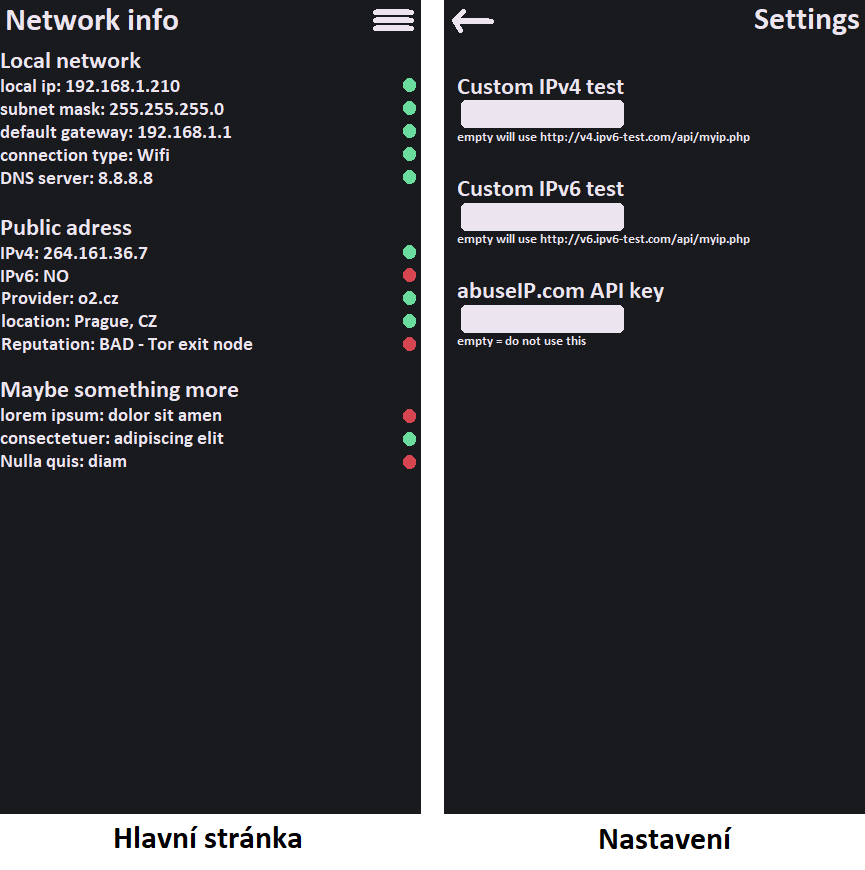 Network info
Local network
local ip: 192.168.1.210
subnet mask: 255.255.255.0
default gateway: 192.168.1.1
connection type: Wifi
DNS server: 8.8.8.8
Public adress
IPv4: 264.161.36.7
IPv6: NO
Provider: o2.cz
location: Prague, CZ
Reputation: BAD - Tor exit node
Maybe something more
lorem ipsum: dolor sit amen
consectetuer: adipiscing elit
Nulla quis: diam
Hlavní stránka
Settings
Custom IPv4 test
empty will use http://v4.ipv6-test.com/api/myip.php
Custom IPv6 test
empty will use http://v6.ipv6-test.com/api/myip.php
abuseIP.com API key
empty = do not use this
Nastavení